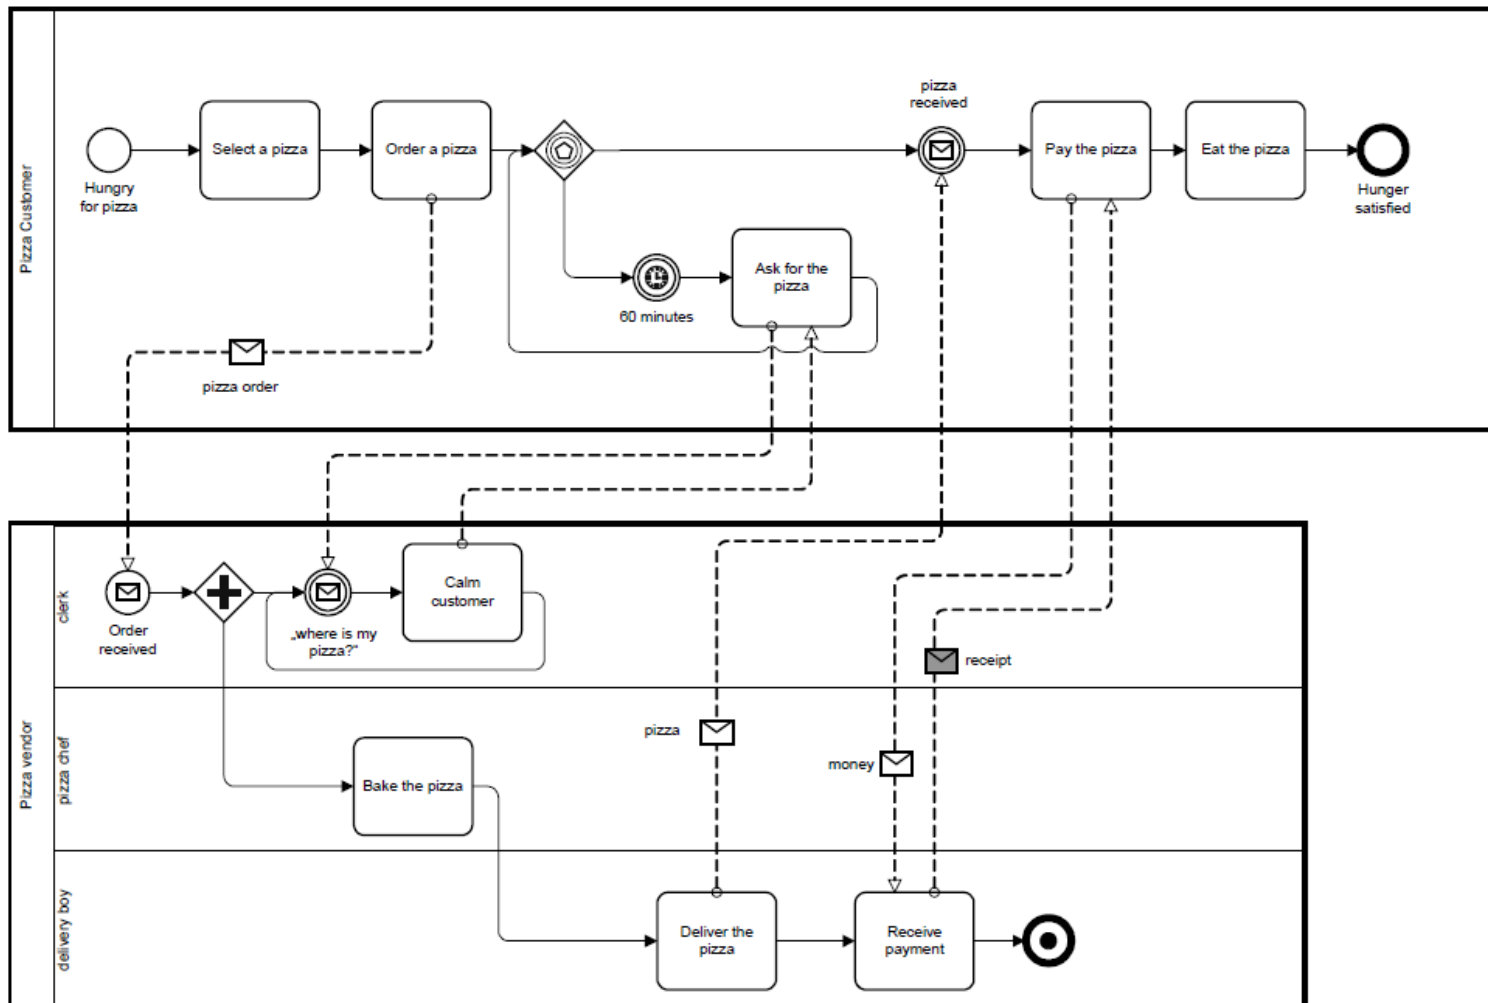 Pizza Customer
Hungry
for pizza
Select a pizza
Order a pizza
pizza
received
Pay the pizza
Eat the pizza
Hunger
satisfied
60 minutes
Ask for the
pizza
pizza order
Pizza vendor
clerk
Order
received
„where is my
pizza?“
Calm
customer
receipt
pizza chef
Bake the pizza
pizza
money
delivery boy
Deliver the
pizza
Receive
payment